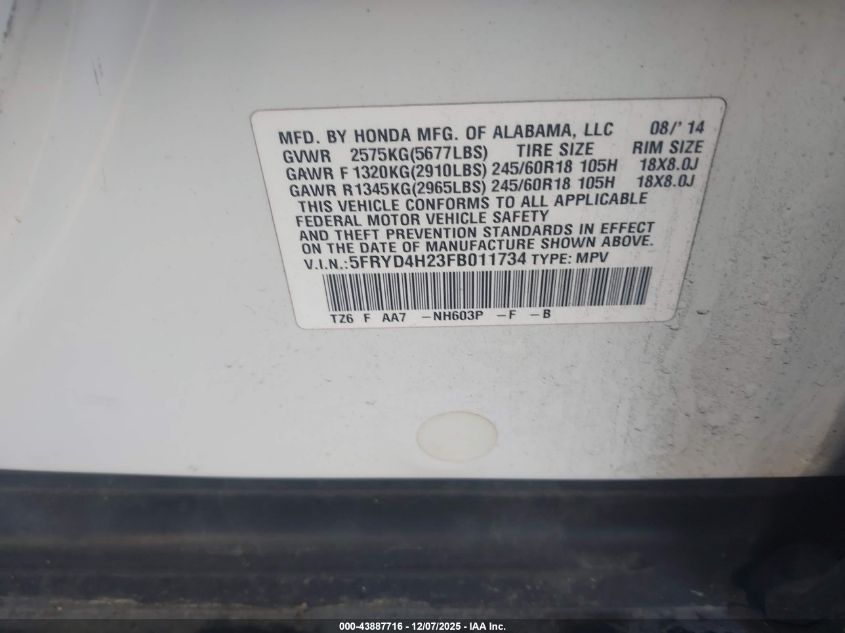 MFD. BY HONDA MFG. OF ALABAMA, LLC 08/'14
GVWR 2575KG(5677LBS) TIRE SIZE RIM SIZE
GAWR F 1320KG(2910LBS) 245/60R18 105H 18X8.0J
GAWR R 1345KG(2965LBS) 245/60R18 105H 18X8.0J
THIS VEHICLE CONFORMS TO ALL APPLICABLE
FEDERAL MOTOR VEHICLE SAFETY
AND THEFT PREVENTION STANDARDS IN EFFECT
ON THE DATE OF MANUFACTURE SHOWN ABOVE.
V.I.N.:5FRYD4H23FB011734 TYPE: MPV
TZ6 F AA7 -NH603P -F -B
000-43887716 - 12/07/2025 - IAA Inc.